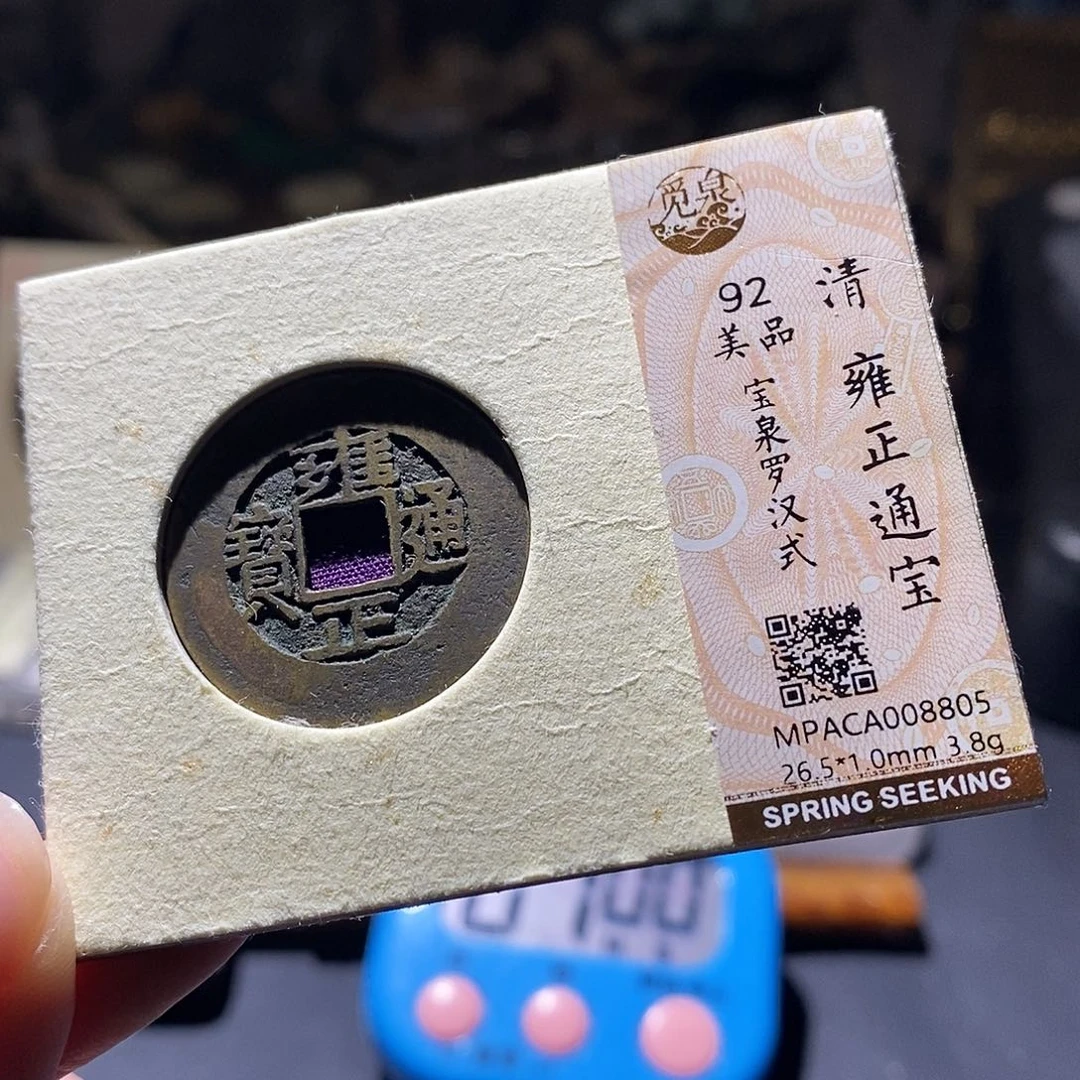 雍正通寳
觅泉
清 雍正通宝
92
美品
宝泉罗汉式
MPACA008805
26.5*1.0mm 3.8g
SPRING SEEKING